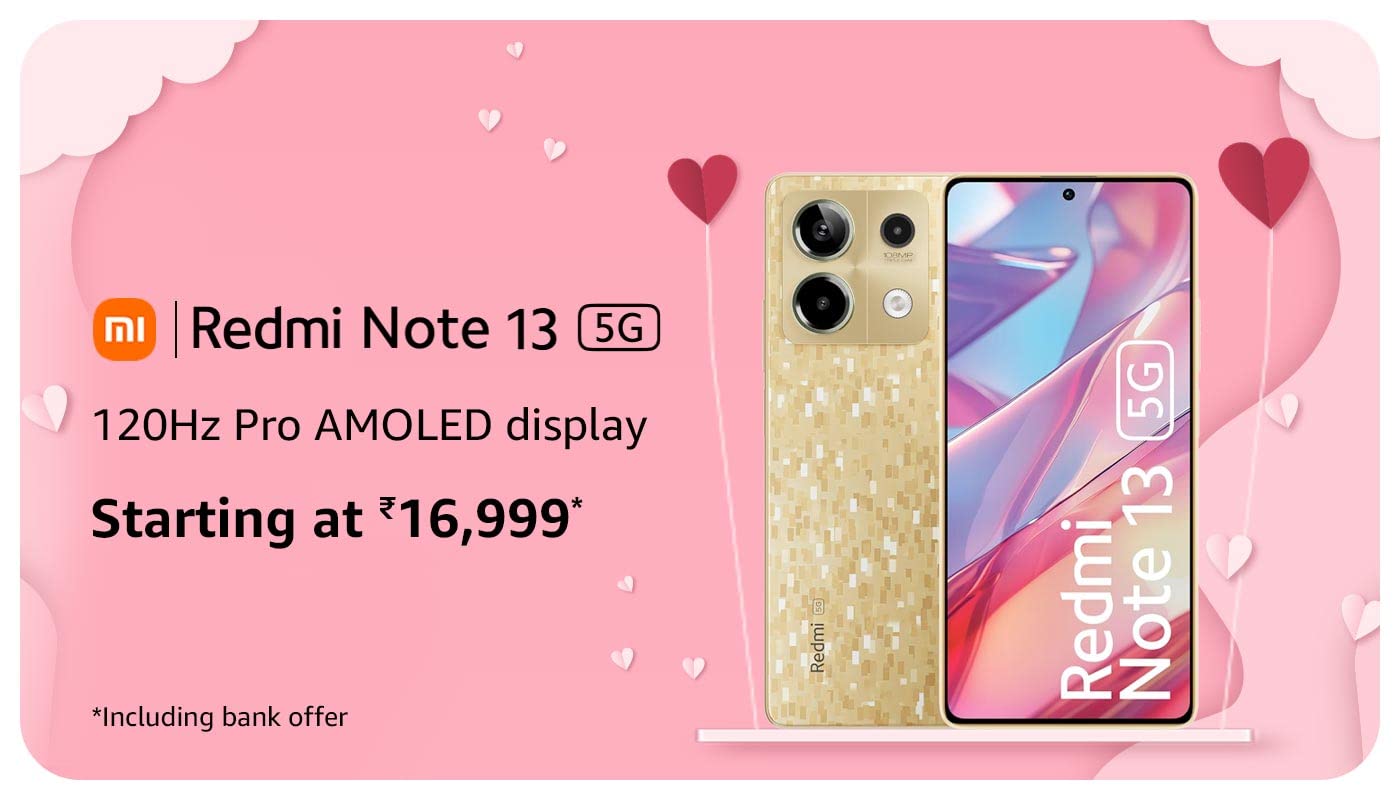 mi | Redmi Note 13 5G
120Hz Pro AMOLED display
Starting at ₹16,999*
*Including bank offer
108MP
Redmi 5G
Redmi
Note 13 5G